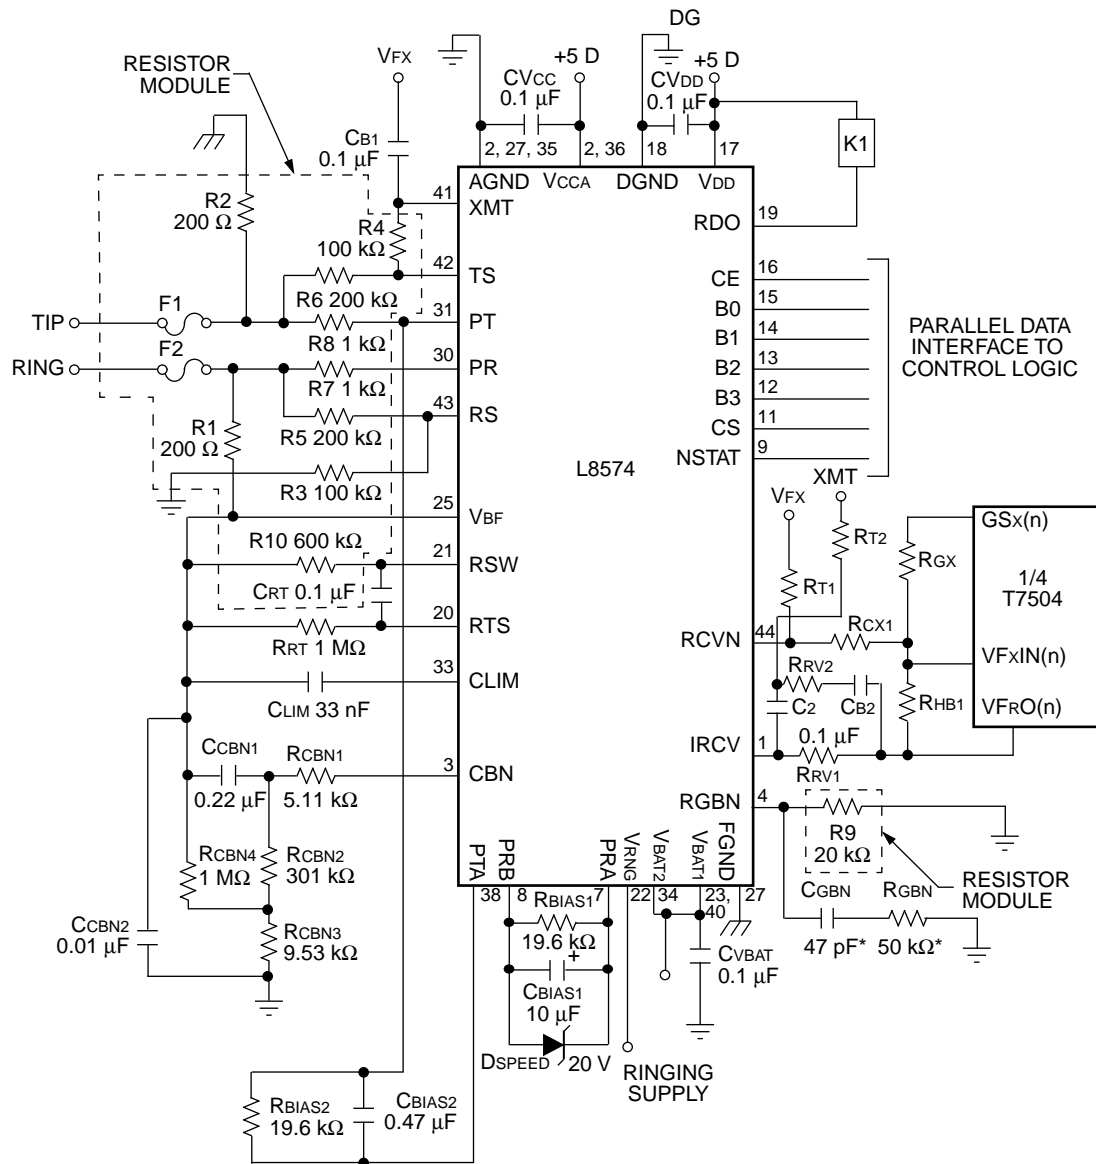 DG
VFX
+5 D
+5 D
RESISTOR
MODULE
CVCC
0.1 µF
CVDD
0.1 µF
CB1
0.1 µF
K1
2, 27, 35
2, 36
18
17
AGND
VCCA
DGND
VDD
41
XMT
RDO
19
R2
200 Ω
R4
100 kΩ
42
TS
CE
16
R6 200 kΩ
B0
15
F1
TIP
31
PT
B1
14
PARALLEL DATA
INTERFACE TO
CONTROL LOGIC
R8 1 kΩ
F2
RING
30
PR
B2
13
R7 1 kΩ
B3
12
43
RS
CS
11
R1
200 Ω
R5 200 kΩ
NSTAT
9
L8574
R3 100 kΩ
XMT
VFX
25
VBF
GSX(n)
RT2
R10 600 kΩ
21
RSW
RGX
RT1
1/4
T7504
CRT 0.1 µF
20
RTS
RCVN
44
RCX1
RRT 1 MΩ
VFXIN(n)
33
CLIM
RRV2
RHB1
CLIM 33 nF
C2
CB2
VFRO(n)
0.1 µF
IRCV
1
CCBN1
RCBN1
3
CBN
RRV1
0.22 µF
5.11 kΩ
RGBN
4
R9
20 kΩ
RCBN4
1 MΩ
RCBN2
301 kΩ
PTA
PRB
PRA
VRNG
VBAT2
VBAT1
FGND
RESISTOR
MODULE
38
8
7
22
34
23,
40
27
CGBN
RGBN
RBIAS1
19.6 kΩ
CCBN2
0.01 µF
RCBN3
9.53 kΩ
47 pF*
50 kΩ*
+
CVBAT
0.1 µF
CBIAS1
10 µF
DSPEED
20 V
RINGING
SUPPLY
RBIAS2
19.6 kΩ
CBIAS2
0.47 µF